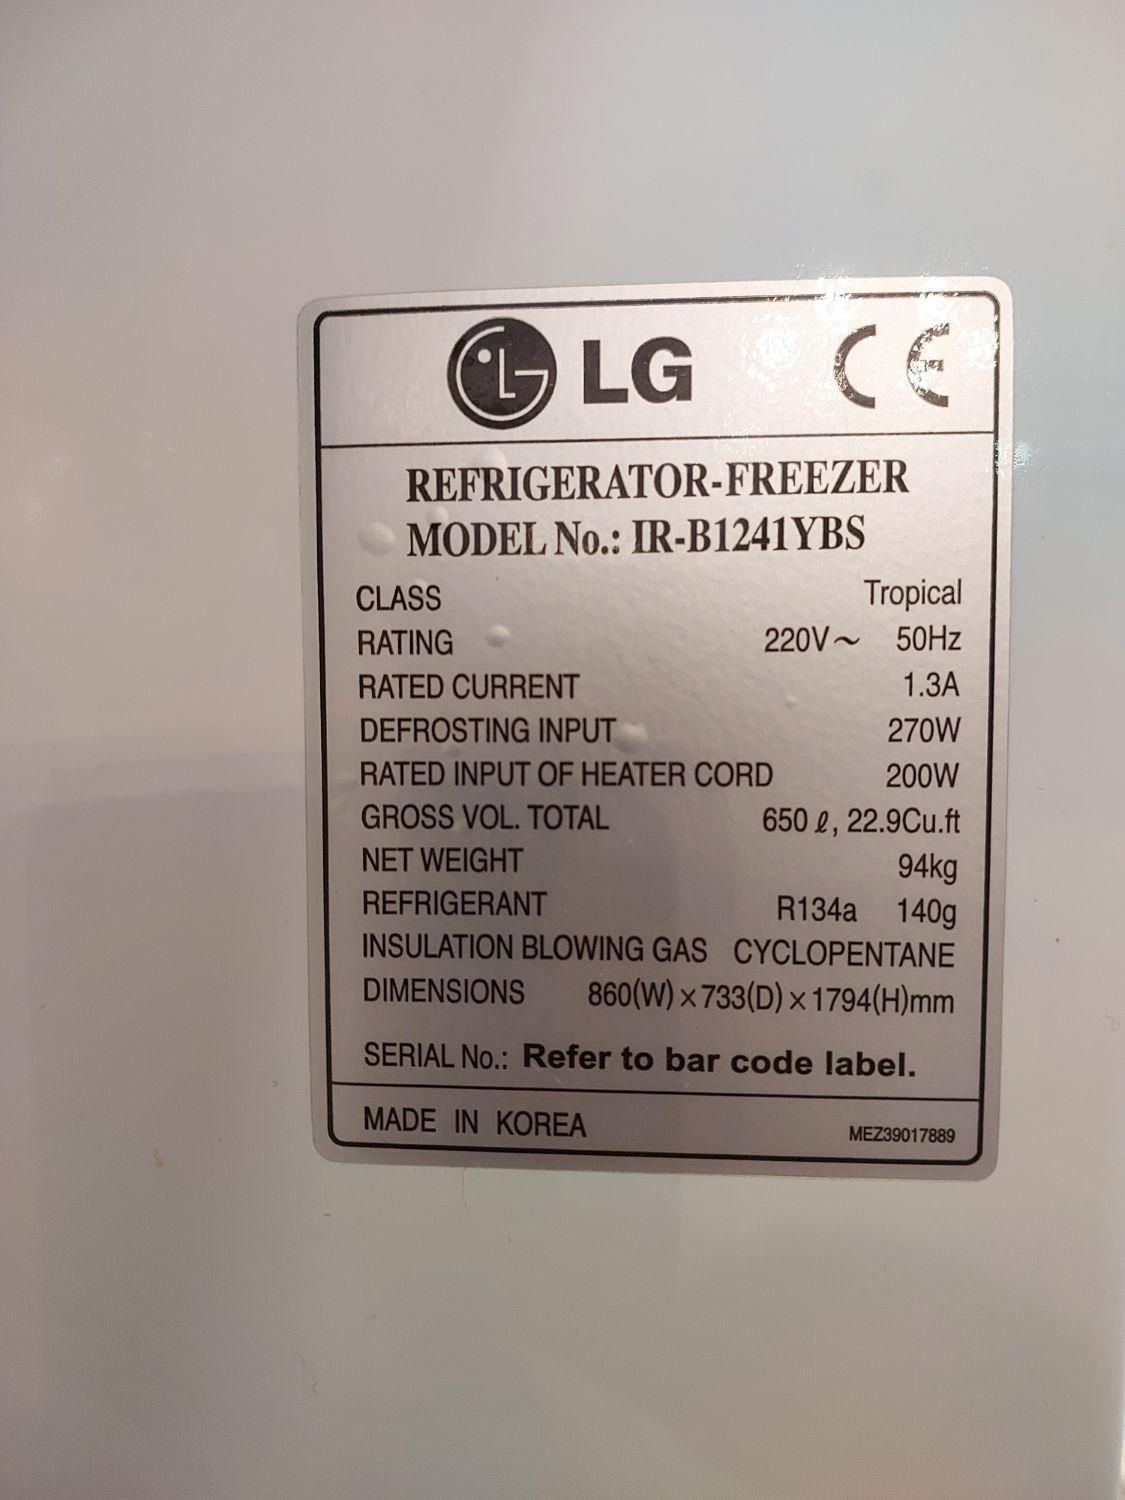 LG CE
REFRIGERATOR-FREEZER
MODEL No.: IR-B1241YBS
CLASS Tropical
RATING 220V~ 50Hz
RATED CURRENT 1.3A
DEFROSTING INPUT 270W
RATED INPUT OF HEATER CORD 200W
GROSS VOL. TOTAL 650 ℓ, 22.9Cu.ft
NET WEIGHT 94kg
REFRIGERANT R134a 140g
INSULATION BLOWING GAS CYCLOPENTANE
DIMENSIONS 860(W)×733(D)×1794(H)mm
SERIAL No.: Refer to bar code label.
MADE IN KOREA MEZ39017889